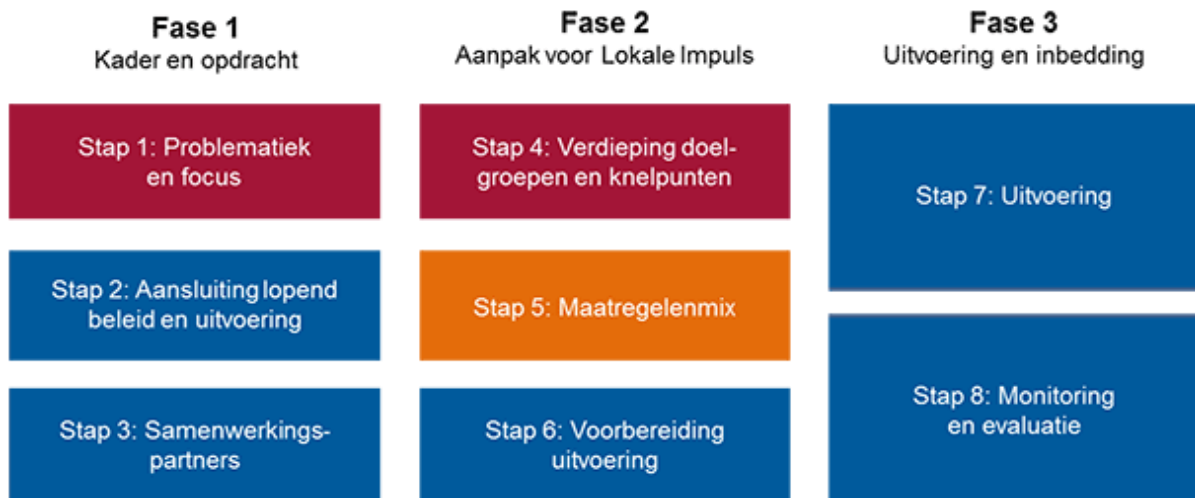 Fase 1
Kader en opdracht
Stap 1: Problematiek
en focus
Stap 2: Aansluiting lopend
beleid en uitvoering
Stap 3: Samenwerkings-
partners
Fase 2
Aanpak voor Lokale Impuls
Stap 4: Verdieping doel-
groepen en knelpunten
Stap 5: Maatregelenmix
Stap 6: Voorbereiding
uitvoering
Fase 3
Uitvoering en inbedding
Stap 7: Uitvoering
Stap 8: Monitoring
en evaluatie